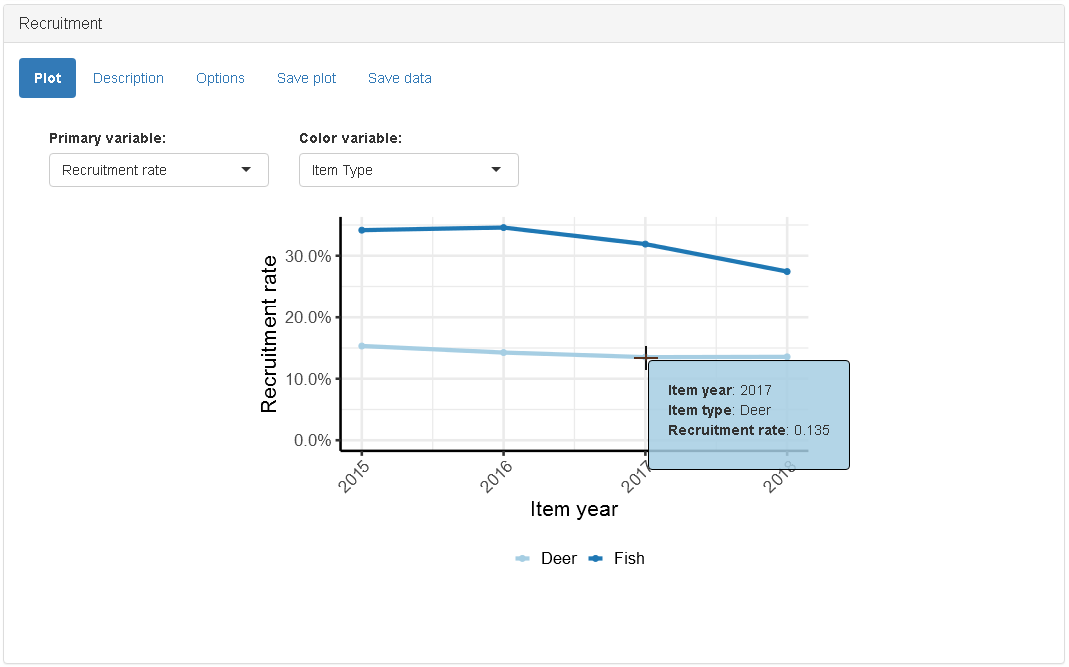 Recruitment
Plot Description Options Save plot Save data
Primary variable: Color variable:
Recruitment rate Item Type
Recruitment rate
30.0%
20.0%
10.0%
0.0%
Item year: 2017
Item type: Deer
Recruitment rate: 0.135
2015 2016 2017 2018
Item year
Deer Fish